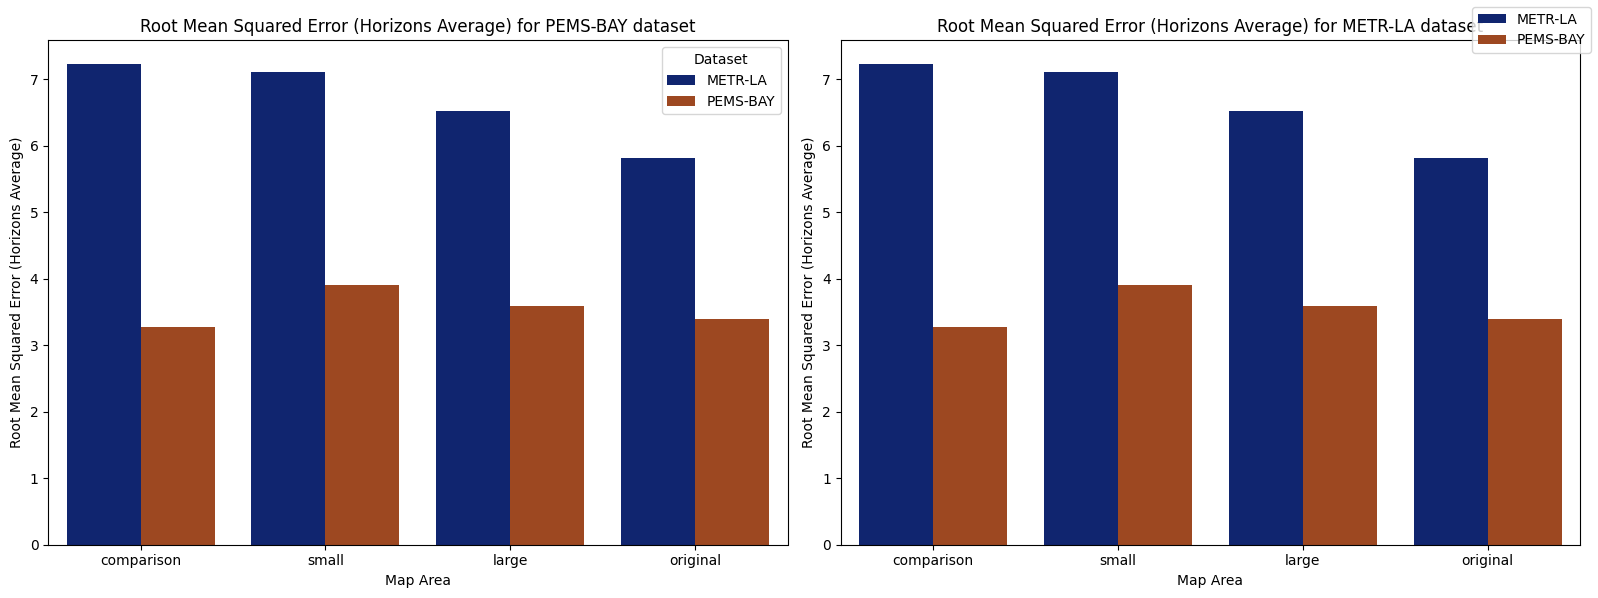 Root Mean Squared Error (Horizons Average) for PEMS-BAY dataset
Root Mean Squared Error (Horizons Average)
7
6
5
4
3
2
1
0
Dataset
METR-LA
PEMS-BAY
comparison
small
large
original
Map Area
Root Mean Squared Error (Horizons Average) for METR-LA dataset
METR-LA
PEMS-BAY
Root Mean Squared Error (Horizons Average)
7
6
5
4
3
2
1
0
comparison
small
large
original
Map Area